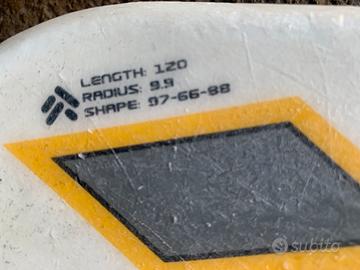 LENGTH: 120
RADIUS: 9.9
SHAPE: 97-66-88
subito